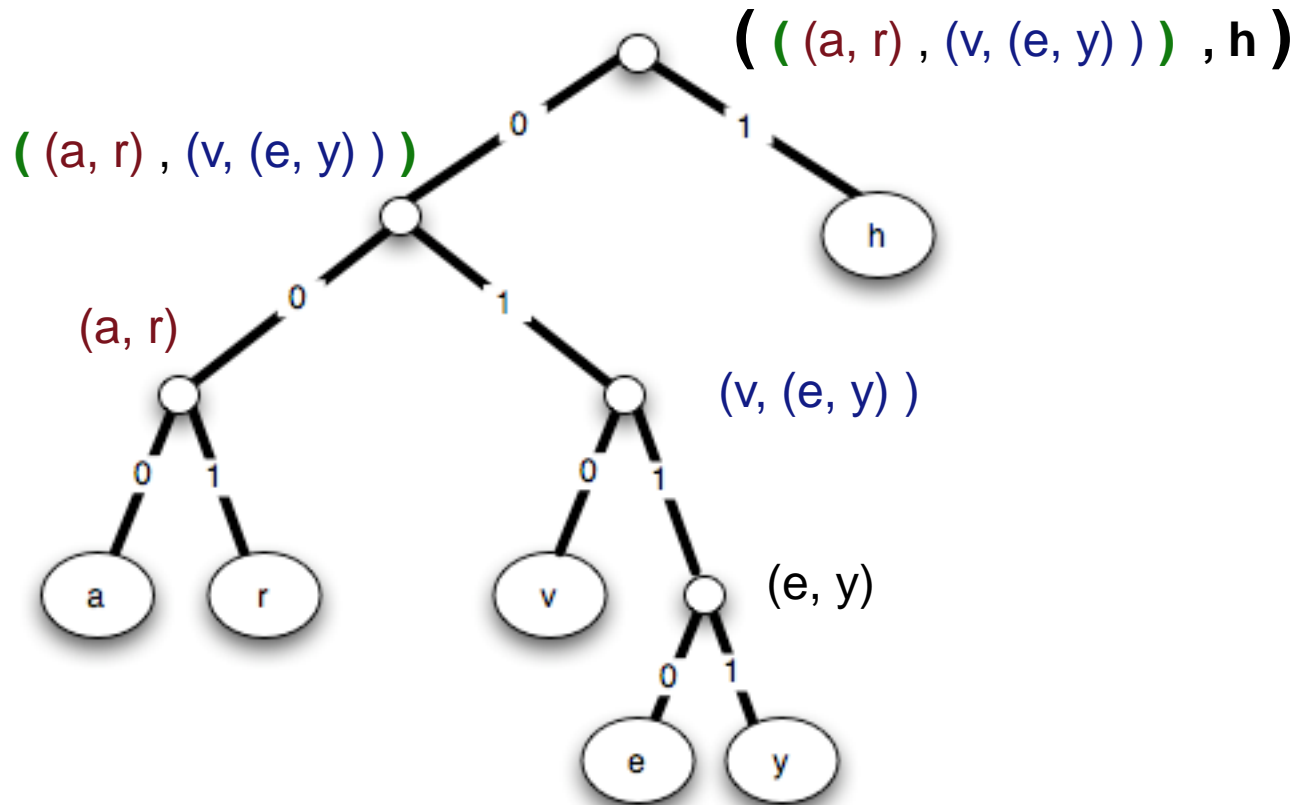 ( ( (a, r) , (v, (e, y) ) ) , h )
0
1
( (a, r) , (v, (e, y) ) )
h
0
1
(a, r)
(v, (e, y) )
0
1
0
1
a
r
v
(e, y)
0
1
e
y